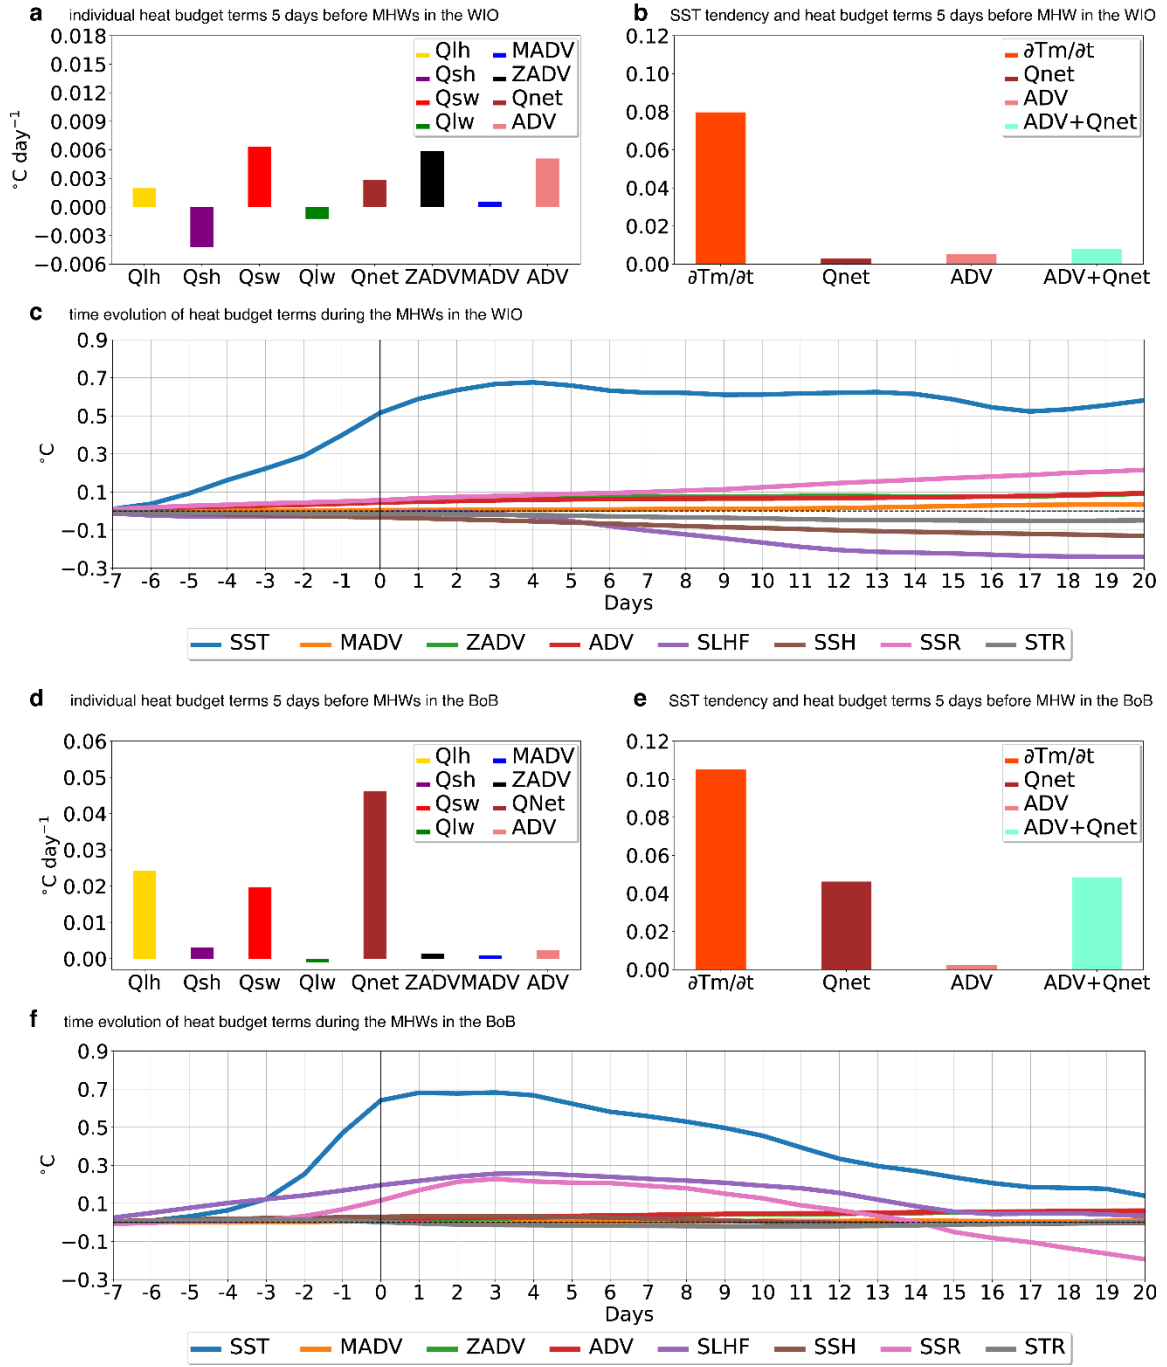 a individual heat budget terms 5 days before MHWs in the WIO
0.018
0.015
0.012
0.009
0.006
0.003
0.000
−0.003
−0.006
°C day⁻¹
Qlh MADV
Qsh ZADV
Qsw Qnet
Qlw ADV
Qlh Qsh Qsw Qlw Qnet ZADV MADV ADV
b SST tendency and heat budget terms 5 days before MHW in the WIO
0.12
0.10
0.08
0.06
0.04
0.02
0.00
∂Tm/∂t
Qnet
ADV
ADV+Qnet
∂Tm/∂t Qnet ADV ADV+Qnet
c time evolution of heat budget terms during the MHWs in the WIO
0.9
0.7
0.5
0.3
0.1
−0.1
−0.3
°C
-7 -6 -5 -4 -3 -2 -1 0 1 2 3 4 5 6 7 8 9 10 11 12 13 14 15 16 17 18 19 20
Days
SST MADV ZADV ADV SLHF SSH SSR STR
d individual heat budget terms 5 days before MHWs in the BoB
0.06
0.05
0.04
0.03
0.02
0.01
0.00
°C day⁻¹
Qlh MADV
Qsh ZADV
Qsw QNet
Qlw ADV
Qlh Qsh Qsw Qlw Qnet ZADV MADV ADV
e SST tendency and heat budget terms 5 days before MHW in the BoB
0.12
0.10
0.08
0.06
0.04
0.02
0.00
∂Tm/∂t
Qnet
ADV
ADV+Qnet
∂Tm/∂t Qnet ADV ADV+Qnet
f time evolution of heat budget terms during the MHWs in the BoB
0.9
0.7
0.5
0.3
0.1
−0.1
−0.3
°C
-7 -6 -5 -4 -3 -2 -1 0 1 2 3 4 5 6 7 8 9 10 11 12 13 14 15 16 17 18 19 20
Days
SST MADV ZADV ADV SLHF SSH SSR STR